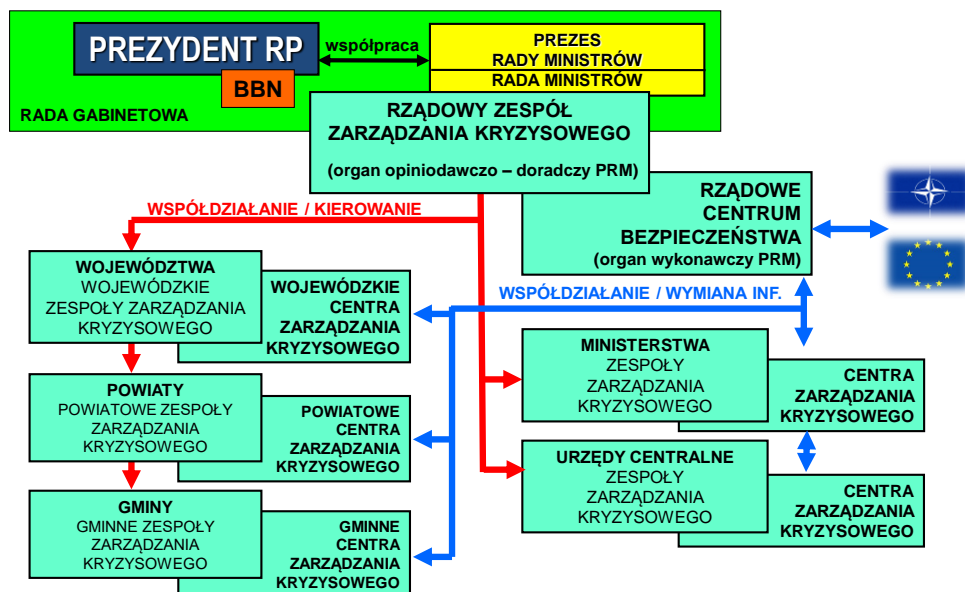 PREZYDENT RP
BBN
współpraca
PREZES
RADY MINISTRÓW
RADA MINISTRÓW
RADA GABINETOWA
RZĄDOWY ZESPÓŁ
ZARZĄDZANIA KRYZYSOWEGO
(organ opiniodawczo – doradczy PRM)
RZĄDOWE
CENTRUM
BEZPIECZEŃSTWA
(organ wykonawczy PRM)
WSPÓŁDZIAŁANIE / KIEROWANIE
WOJEWÓDZTWA
WOJEWÓDZKIE
ZESPOŁY ZARZĄDZANIA
KRYZYSOWEGO
WOJEWÓDZKIE
CENTRA
ZARZĄDZANIA
KRYZYSOWEGO
WSPÓŁDZIAŁANIE / WYMIANA INF.
POWIATY
POWIATOWE ZESPOŁY
ZARZĄDZANIA
KRYZYSOWEGO
POWIATOWE
CENTRA
ZARZĄDZANIA
KRYZYSOWEGO
GMINY
GMINNE ZESPOŁY
ZARZĄDZANIA
KRYZYSOWEGO
GMINNE
CENTRA
ZARZĄDZANIA
KRYZYSOWEGO
MINISTERSTWA
ZESPOŁY
ZARZĄDZANIA
KRYZYSOWEGO
CENTRA
ZARZĄDZANIA
KRYZYSOWEGO
URZĘDY CENTRALNE
ZESPOŁY
ZARZĄDZANIA
KRYZYSOWEGO
CENTRA
ZARZĄDZANIA
KRYZYSOWEGO